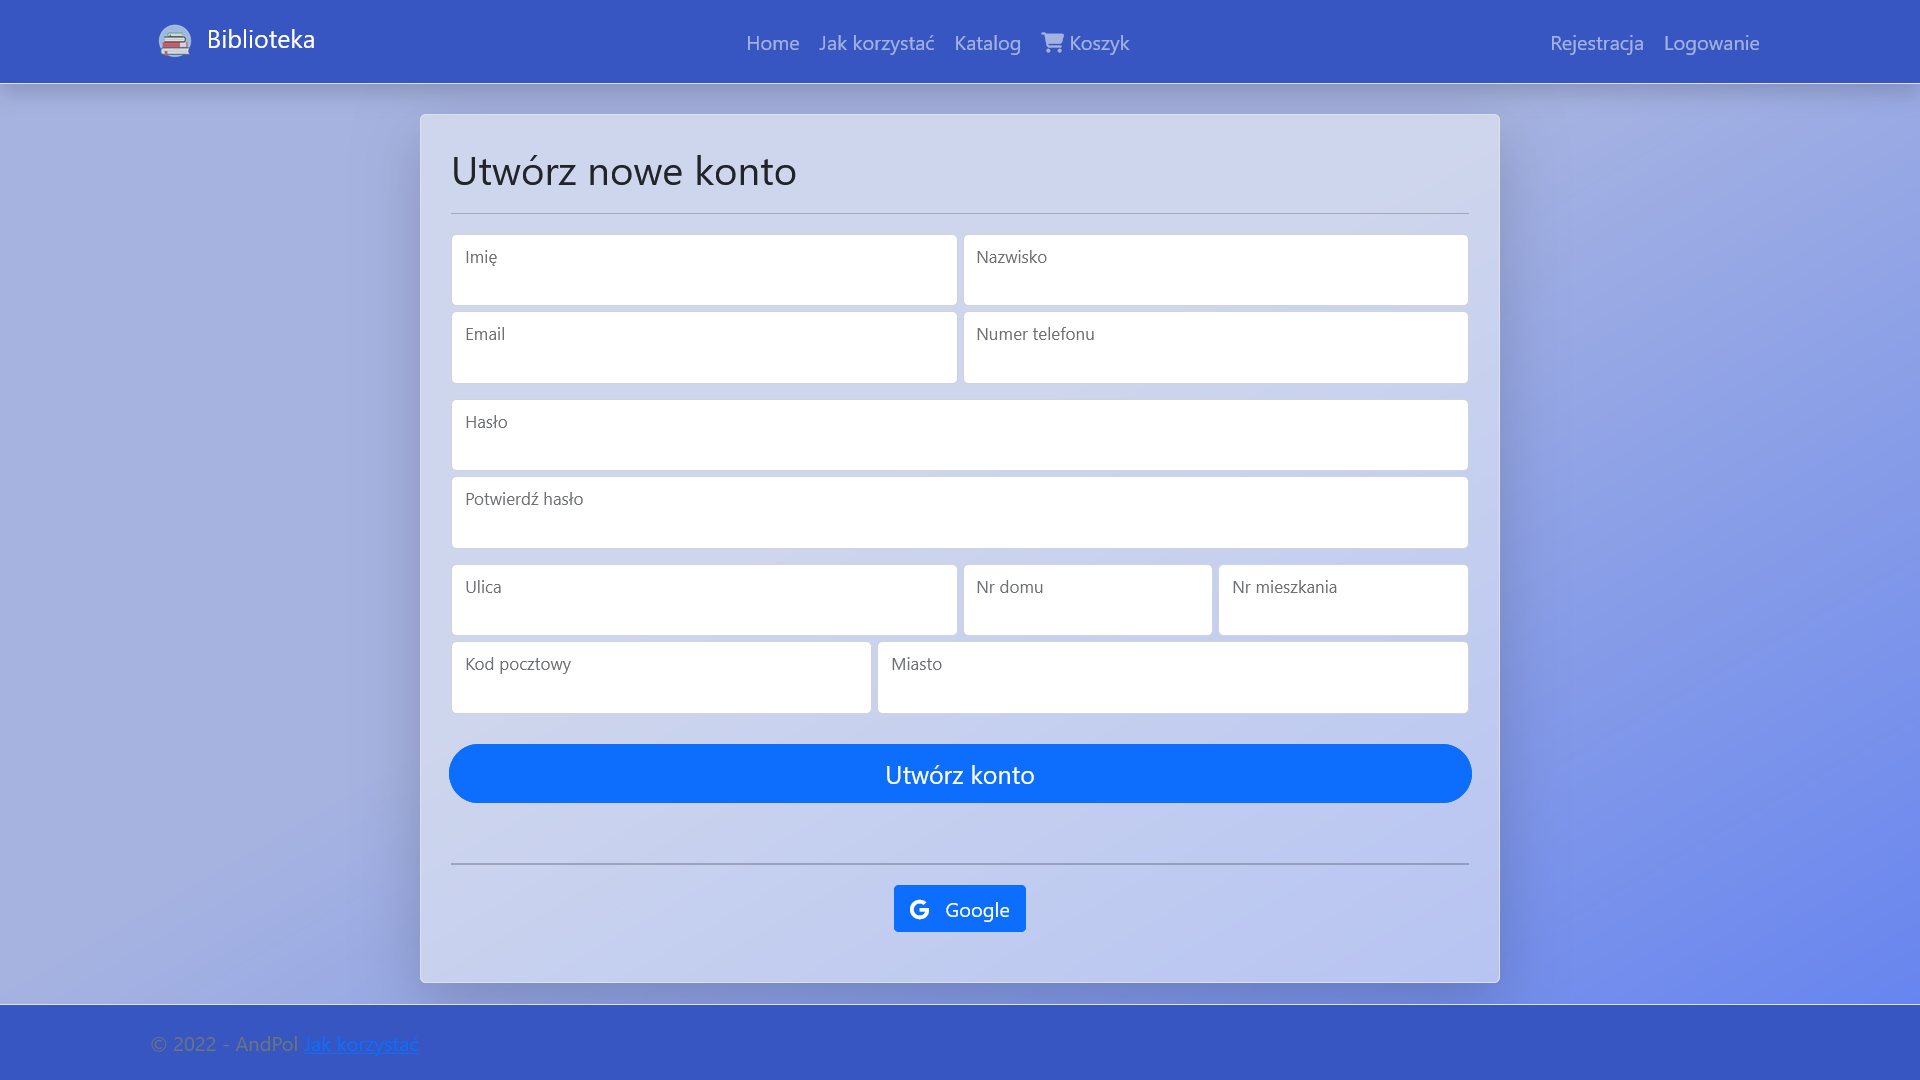 Biblioteka
Home Jak korzystać Katalog Koszyk
Rejestracja Logowanie
Utwórz nowe konto
Imię
Nazwisko
Email
Numer telefonu
Hasło
Potwierdź hasło
Ulica
Nr domu
Nr mieszkania
Kod pocztowy
Miasto
Utwórz konto
Google
© 2022 - AndPol Jak korzystać